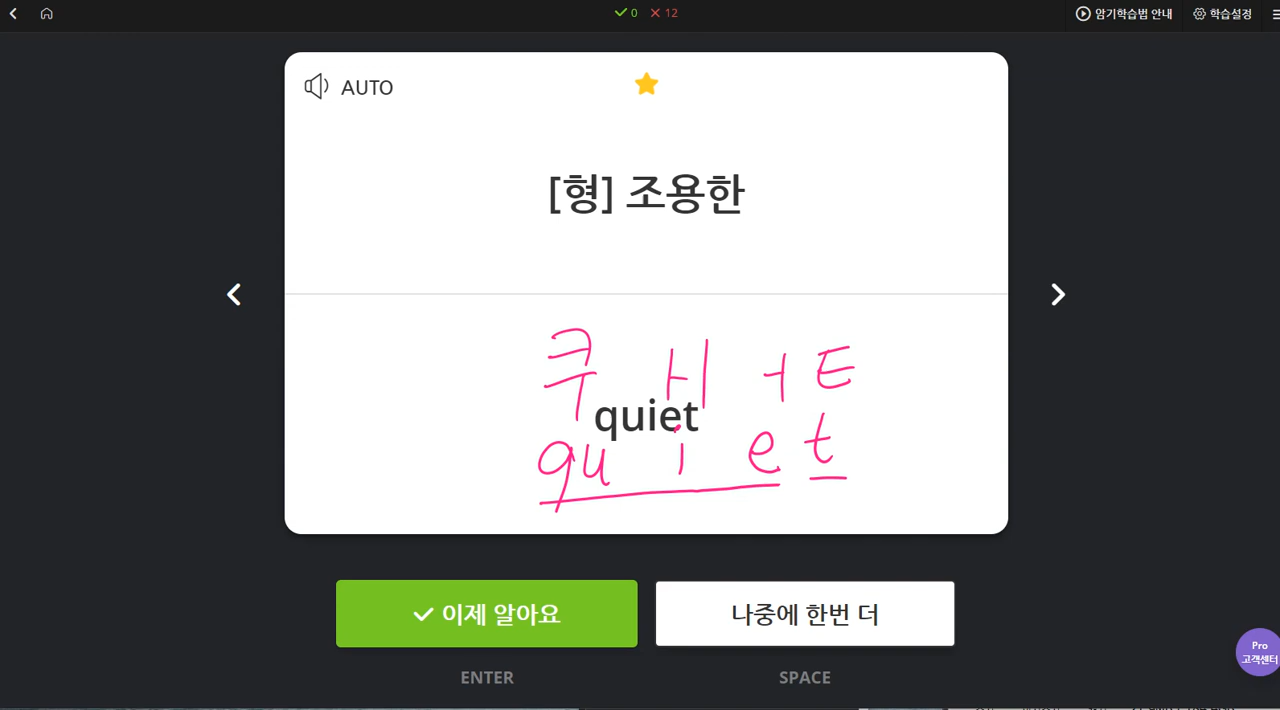 0 12 암기학습법 안내 학습설정
AUTO
[형] 조용한
쿠 ㅐ ㅓ ㅌ
quiet
qu i e t
이제 알아요 나중에 한번 더
Pro
고객센터
ENTER SPACE